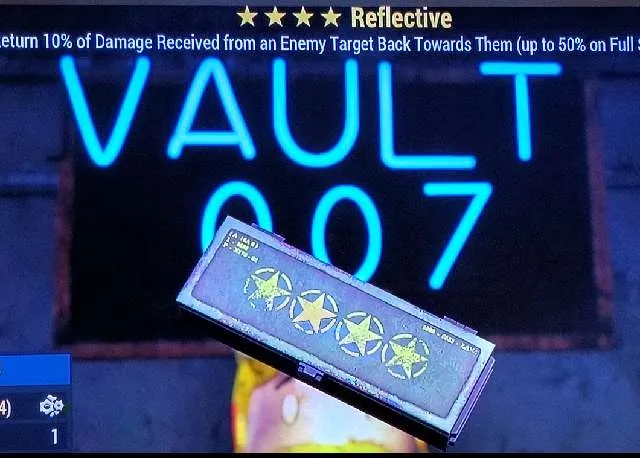 ★ ★ ★ ★ Reflective
eturn 10% of Damage Received from an Enemy Target Back Towards Them (up to 50% on Full S
VAULT
007
4)
1